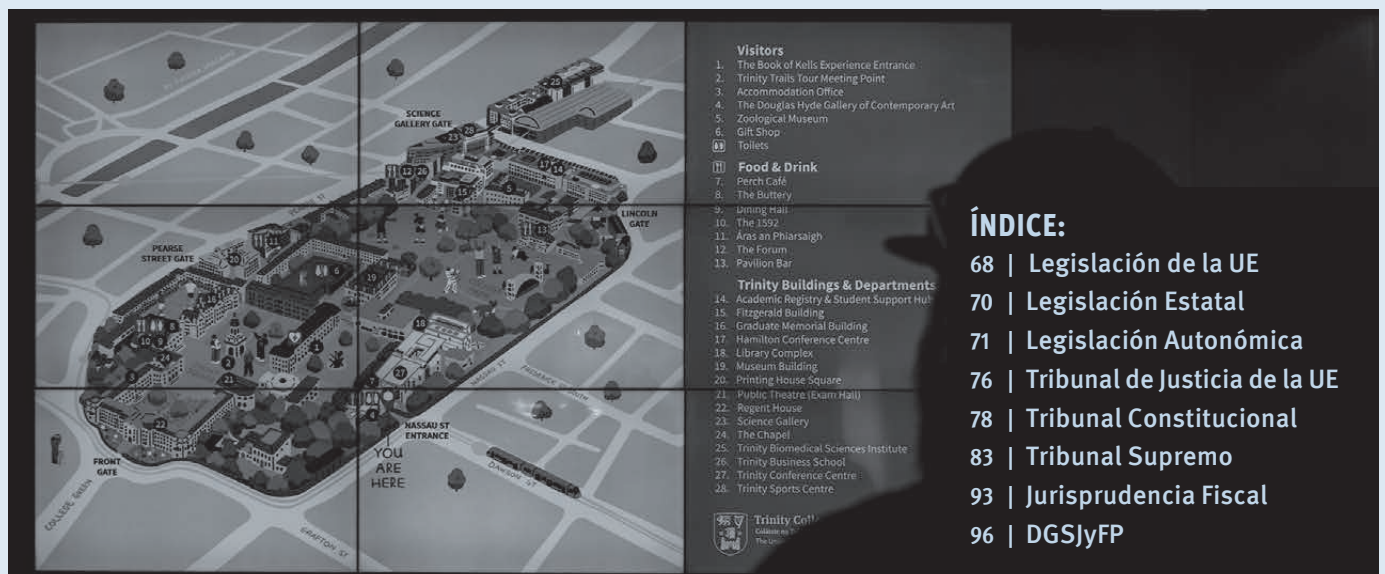 Visitors
1. The Book of Kells Experience Entrance
2. Trinity Trails Tour Meeting Point
3. Accommodation Office
4. The Douglas Hyde Gallery of Contemporary Art
5. Zoological Museum
6. Gift Shop
Toilets
Food & Drink
7. Perch Café
8. The Buttery
9. Dining Hall
10. The 1592
11. Áras an Phiarsaigh
12. The Forum
13. Pavilion Bar
Trinity Buildings & Departments
14. Academic Registry & Student Support Hub
15. Fitzgerald Building
16. Graduate Memorial Building
17. Hamilton Conference Centre
18. Library Complex
19. Museum Building
20. Printing House Square
21. Public Theatre (Exam Hall)
22. Regent House
23. Science Gallery
24. The Chapel
25. Trinity Biomedical Sciences Institute
26. Trinity Business School
27. Trinity Conference Centre
28. Trinity Sports Centre
Trinity Coll
The Uni
SCIENCE
GALLERY GATE
LINCOLN
GATE
PEARSE
STREET GATE
NASSAU ST
FREDERICK ST SOUTH
NASSAU ST
ENTRANCE
YOU
ARE
HERE
DAWSON ST
FRONT
GATE
COLLEGE GREEN
GRAFTON ST
ÍNDICE:
68 | Legislación de la UE
70 | Legislación Estatal
71 | Legislación Autonómica
76 | Tribunal de Justicia de la UE
78 | Tribunal Constitucional
83 | Tribunal Supremo
93 | Jurisprudencia Fiscal
96 | DGSJyFP